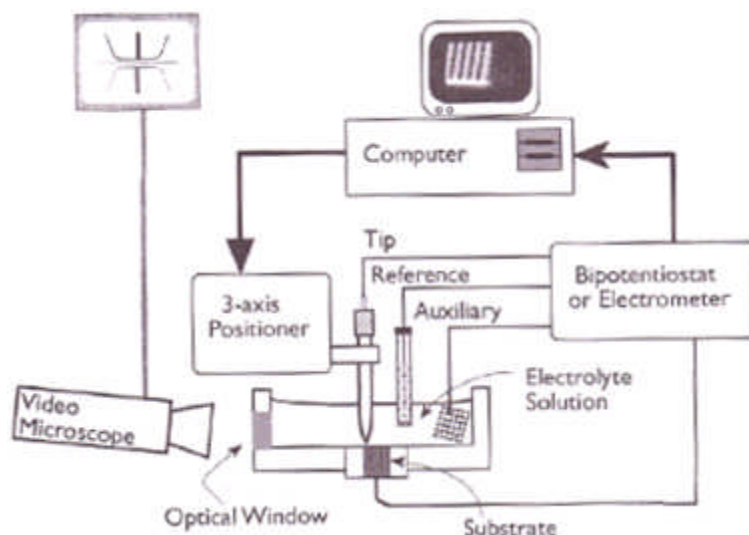 Computer
Tip
Reference
Auxiliary
3-axis
Positioner
Bipotentiostat
or Electrometer
Electrolyte
Solution
Video
Microscope
Optical Window
Substrate